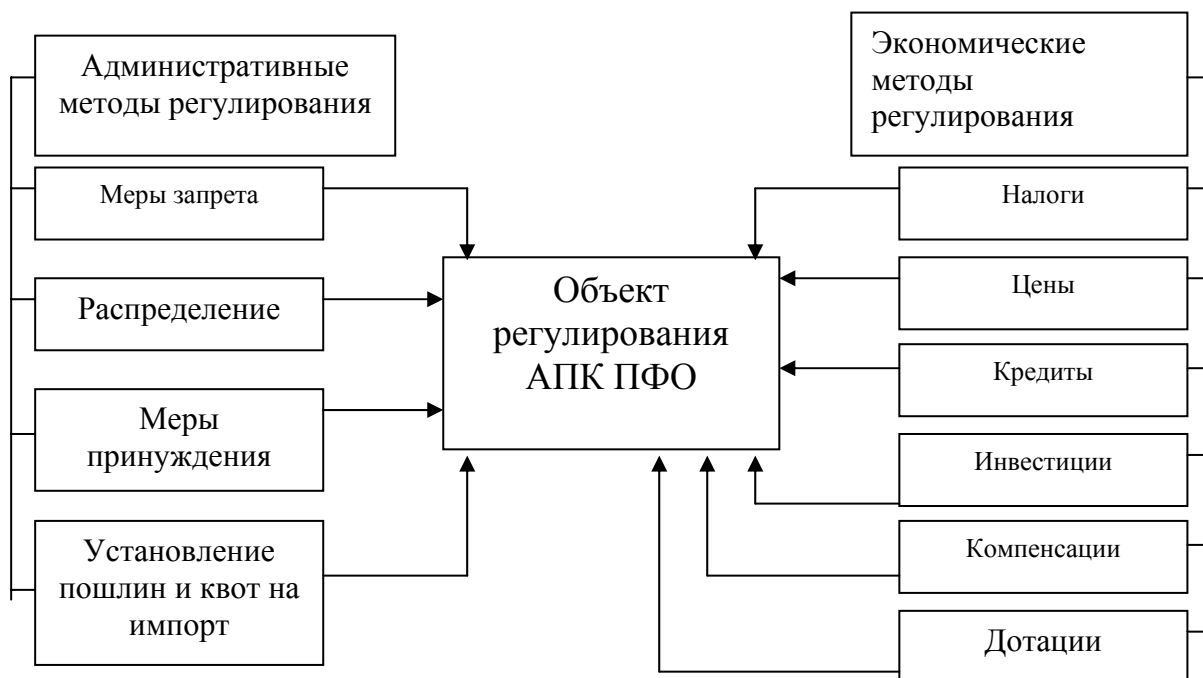 Административные
методы регулирования
Меры запрета
Распределение
Меры
принуждения
Установление
пошлин и квот на
импорт
Объект
регулирования
АПК ПФО
Экономические
методы
регулирования
Налоги
Цены
Кредиты
Инвестиции
Компенсации
Дотации